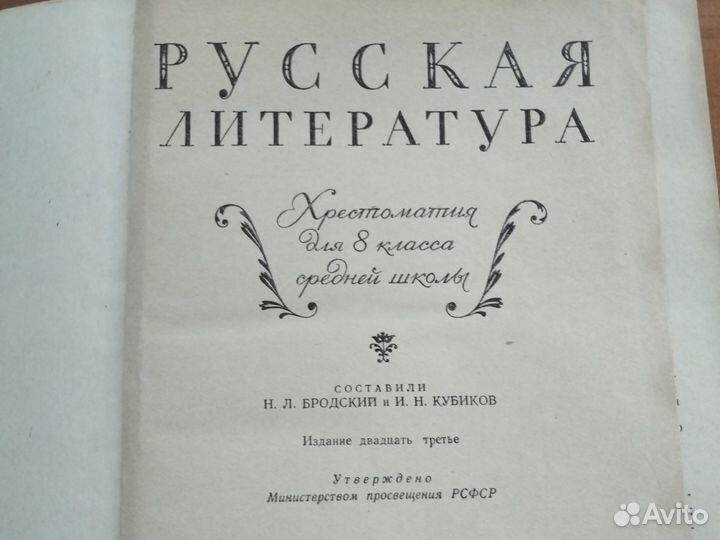 РУССКАЯ
ЛИТЕРАТУРА
Хрестоматия
для 8 класса
средней школы
СОСТАВИЛИ
Н. Л. БРОДСКИЙ и И. Н. КУБИКОВ
Издание двадцать третье
Утверждено
Министерством просвещения РСФСР
Avito